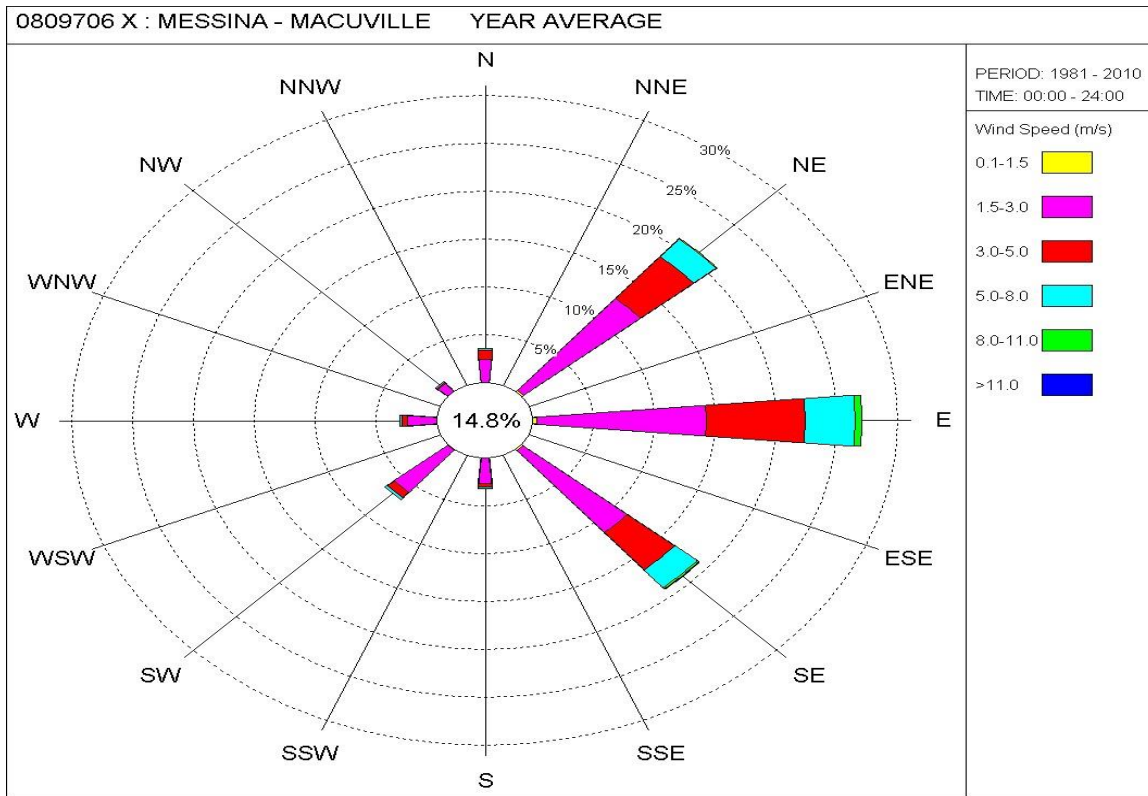 0809706 X : MESSINA - MACUVILLE YEAR AVERAGE
N
NNW
NNE
NW
NE
WNW
ENE
W
E
WSW
ESE
SW
SE
SSW
SSE
S
30%
25%
20%
15%
10%
5%
14.8%
PERIOD: 1981 - 2010
TIME: 00:00 - 24:00
Wind Speed (m/s)
0.1-1.5
1.5-3.0
3.0-5.0
5.0-8.0
8.0-11.0
>11.0